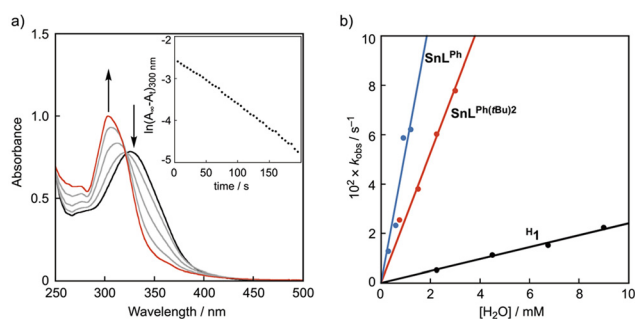 a)
1.5
1.0
0.5
0.0
Absorbance
250 300 350 400 450 500
Wavelength / nm
-2
-3
-4
-5
ln(A∞-At)300 nm
0 50 100 150
time / s
b)
10
8
6
4
2
0
10² × kobs / s⁻¹
SnLPh
SnLPh(tBu)2
H1
0 2 4 6 8 10
[H₂O] / mM